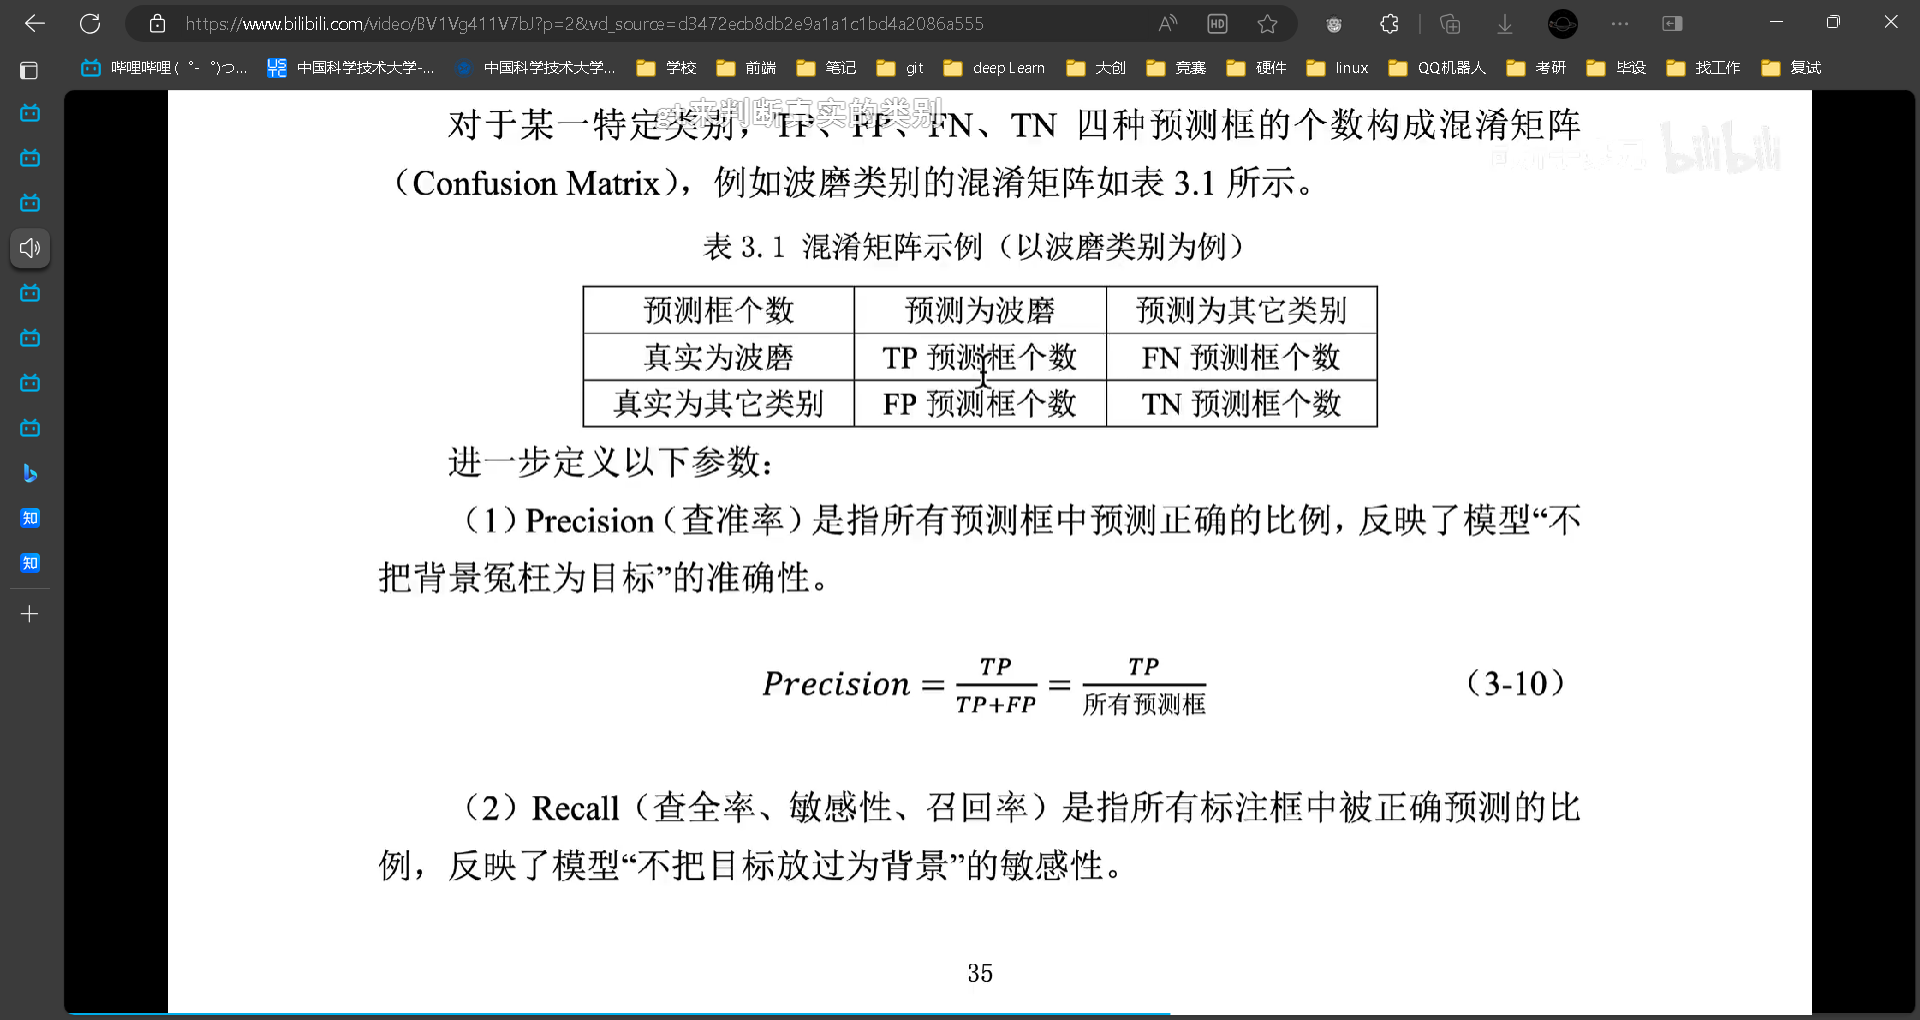 https://www.bilibili.com/video/BV1Vg411V7bJ?p=2&vd_source=d3472ecb8db2e9a1a1c1bd4a2086a555
哔哩哔哩 (゜-゜)つ... 中国科学技术大学-... 中国科学技术大学... 学校 前端 笔记 git deep Learn 大创 竞赛 硬件 linux QQ机器人 考研 毕设 找工作 复试
gt来判断真实的类别
bilibili
对于某一特定类别，TP、FP、FN、TN 四种预测框的个数构成混淆矩阵
（Confusion Matrix），例如波磨类别的混淆矩阵如表 3.1 所示。
表 3.1 混淆矩阵示例（以波磨类别为例）
预测框个数 预测为波磨 预测为其它类别
真实为波磨 TP 预测框个数 FN 预测框个数
真实为其它类别 FP 预测框个数 TN 预测框个数
进一步定义以下参数：
（1）Precision（查准率）是指所有预测框中预测正确的比例，反映了模型“不
把背景冤枉为目标”的准确性。
Precision = TP/TP+FP = TP/所有预测框 （3-10）
（2）Recall（查全率、敏感性、召回率）是指所有标注框中被正确预测的比
例，反映了模型“不把目标放过为背景”的敏感性。
35
知
知